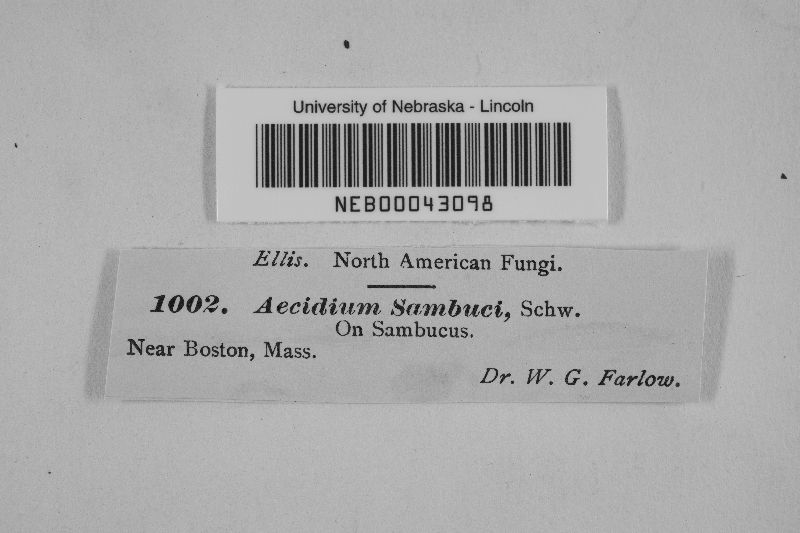 University of Nebraska - Lincoln
NEB00043098
Ellis. North American Fungi.
1002. Aecidium Sambuci, Schw.
On Sambucus.
Near Boston, Mass.
Dr. W. G. Farlow.